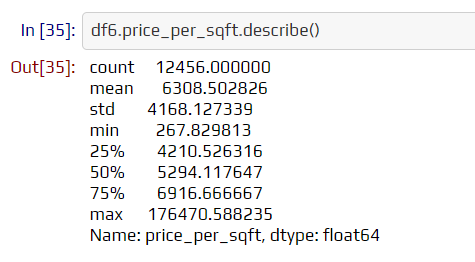 In [35]: df6.price_per_sqft.describe()
Out[35]: count 12456.000000
mean 6308.502826
std 4168.127339
min 267.829813
25% 4210.526316
50% 5294.117647
75% 6916.666667
max 176470.588235
Name: price_per_sqft, dtype: float64